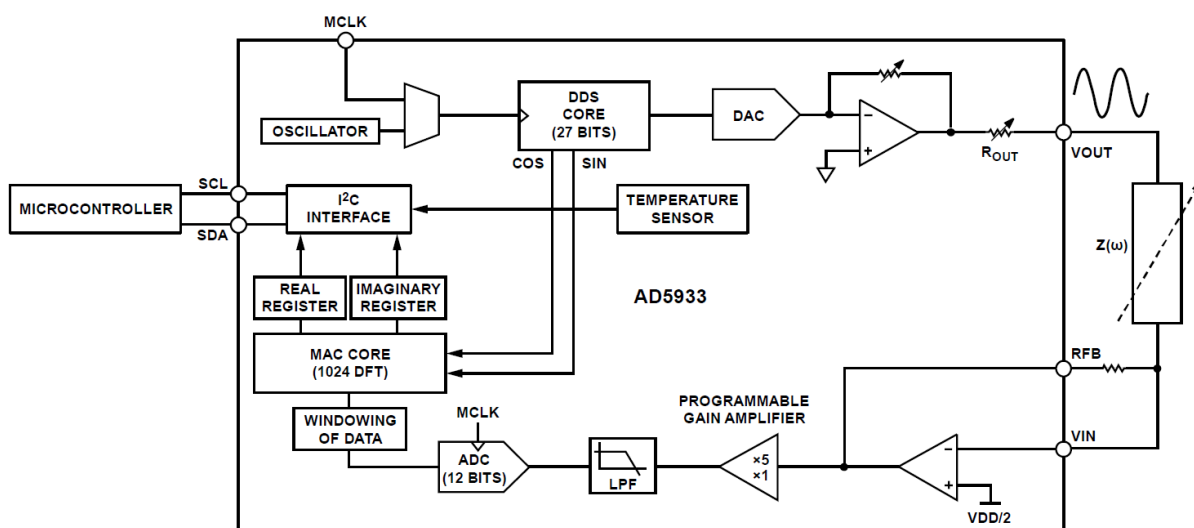 MCLK
OSCILLATOR
DDS
CORE
(27 BITS)
DAC
−
+
R_OUT
VOUT
COS
SIN
SCL
MICROCONTROLLER
SDA
I²C
INTERFACE
TEMPERATURE
SENSOR
Z(ω)
REAL
REGISTER
IMAGINARY
REGISTER
AD5933
MAC CORE
(1024 DFT)
RFB
WINDOWING
OF DATA
MCLK
ADC
(12 BITS)
LPF
PROGRAMMABLE
GAIN AMPLIFIER
×5
×1
VIN
−
+
VDD/2